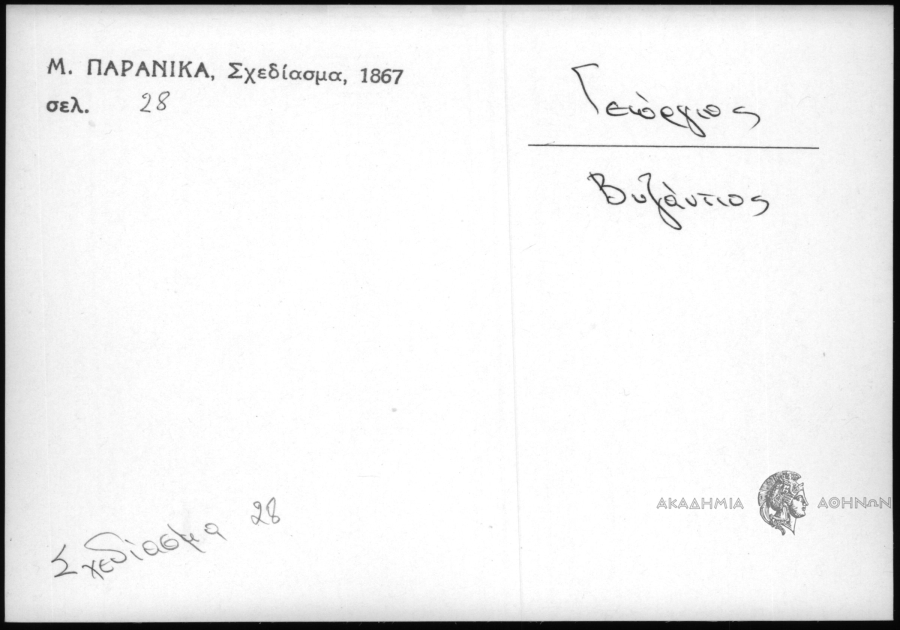 Μ. ΠΑΡΑΝΙΚΑ, Σχεδίασμα, 1867
σελ. 28
Γεώργιος
Βυζάντιος
ΑΚΑΔΗΜΙΑ ΑΘΗΝΩΝ
Σχεδίασμα 28